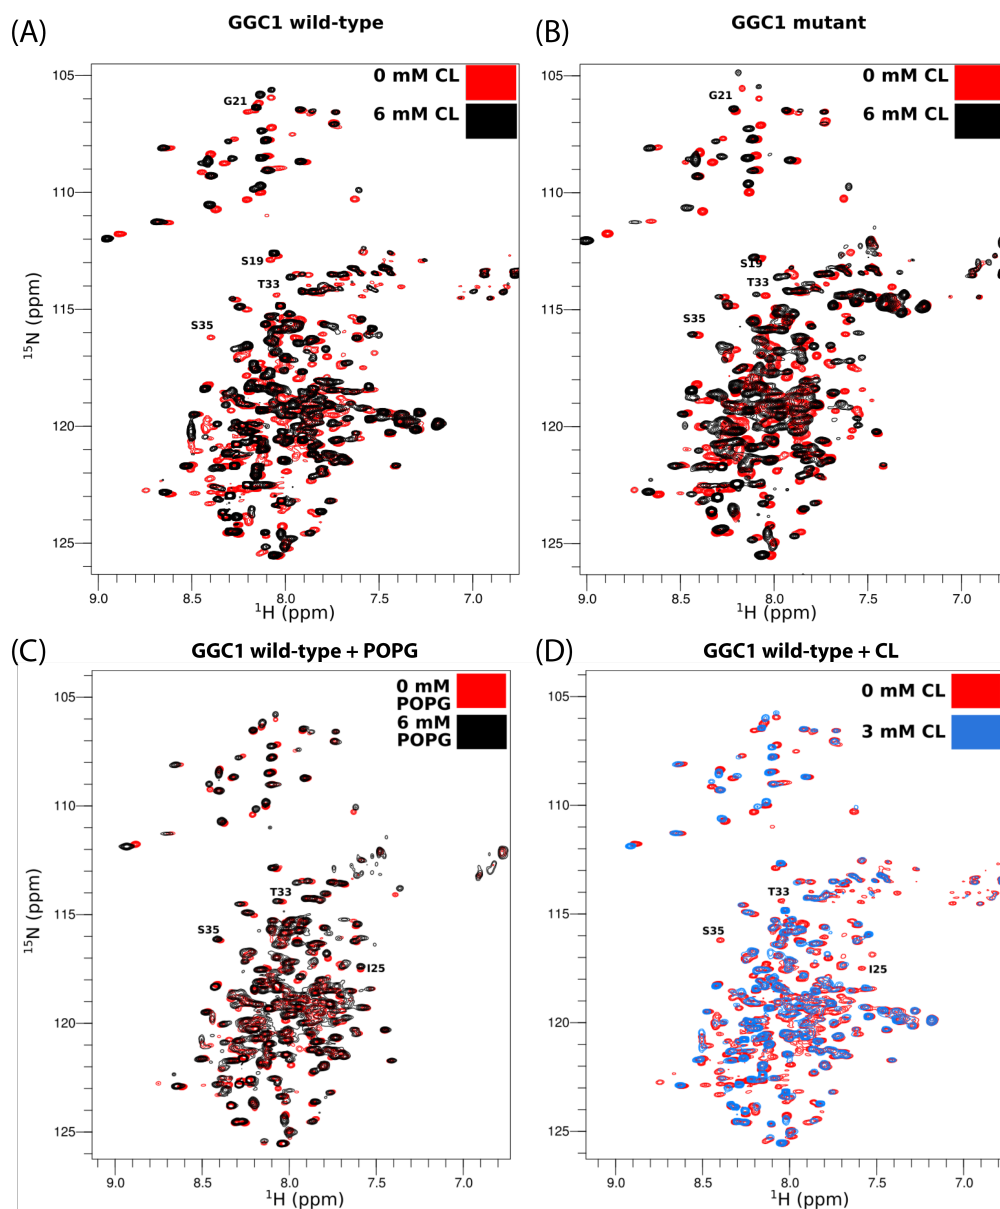 (A)
GGC1 wild-type
0 mM CL
6 mM CL
G21
S19
T33
S35
105
110
115
120
125
15N (ppm)
9.0
8.5
8.0
7.5
7.0
1H (ppm)
(B)
GGC1 mutant
0 mM CL
6 mM CL
G21
S19
T33
S35
105
110
115
120
125
9.0
8.5
8.0
7.5
7.0
1H (ppm)
(C)
GGC1 wild-type + POPG
0 mM
POPG
6 mM
POPG
T33
S35
I25
105
110
115
120
125
15N (ppm)
9.0
8.5
8.0
7.5
7.0
1H (ppm)
(D)
GGC1 wild-type + CL
0 mM CL
3 mM CL
T33
S35
I25
105
110
115
120
125
9.0
8.5
8.0
7.5
7.0
1H (ppm)